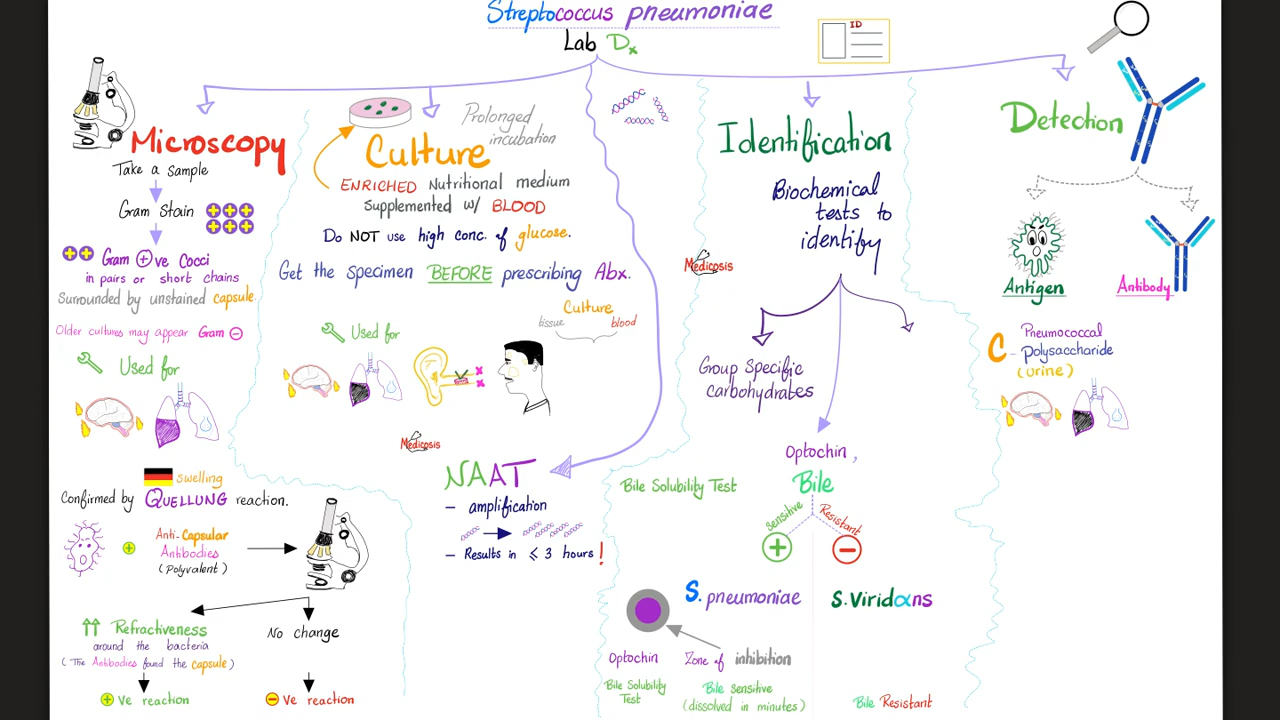 Streptococcus pneumoniae
Lab Dx
ID
Microscopy
Take a Sample
Gram Stain
Gram +ve Cocci
in pairs or short chains
Surrounded by unstained capsule.
Older cultures may appear Gram -
Used for
swelling
Confirmed by QUELLUNG reaction.
Anti-Capsular
Antibodies
(Polyvalent)
↑↑ Refractiveness
around the bacteria
(The Antibodies found the capsule)
+ Ve reaction
No change
- Ve reaction
Prolonged
incubation
Culture
ENRICHED Nutritional medium
Supplemented w/ BLOOD
Do NOT use high conc. of glucose.
Get the Specimen BEFORE prescribing Abx.
Culture
tissue
blood
Used for
Medicosis
NAAT
- amplification
- Results in ≤ 3 hours!
Identification
Biochemical
tests to
identify
Medicosis
Group Specific
carbohydrates
Optochin,
Bile Solubility Test
Bile
Sensitive
Resistant
+
-
S. pneumoniae
S. Viridαns
Optochin
Zone of inhibition
Bile Solubility
Test
Bile Sensitive
(dissolved in minutes)
Bile Resistant
Detection
Antigen
Antibody
C - Pneumococcal
polysaccharide
(urine)